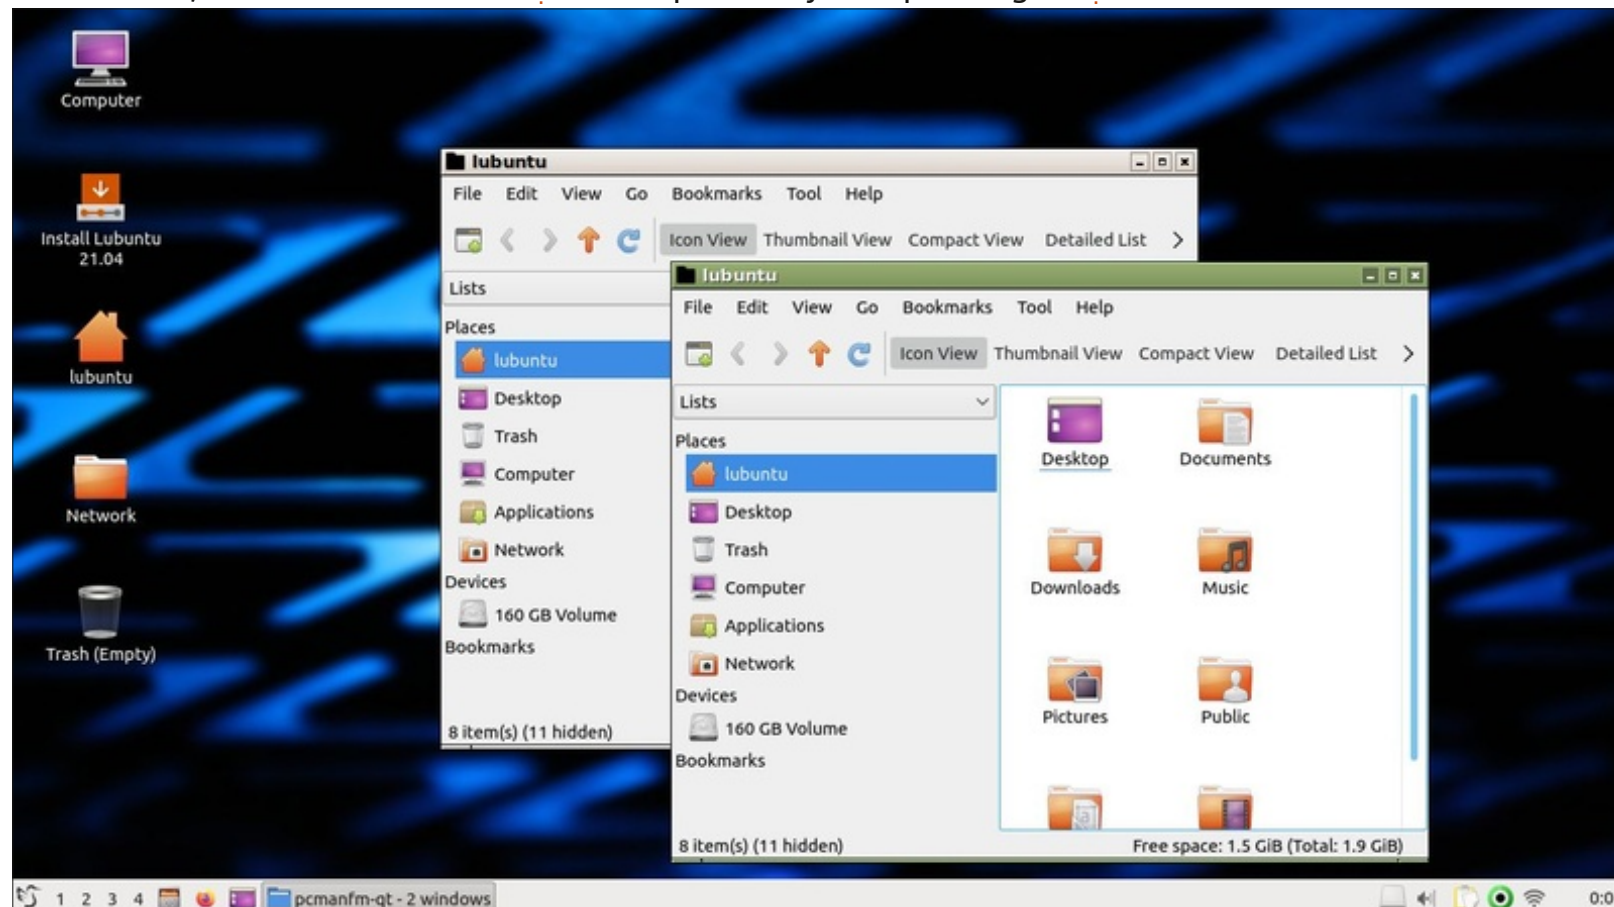 Computer
Install Lubuntu
21.04
lubuntu
Network
Trash (Empty)
lubuntu
File Edit View Go Bookmarks Tool Help
Icon View Thumbnail View Compact View Detailed List
Lists
Places
lubuntu
Desktop
Trash
Computer
Applications
Network
Devices
160 GB Volume
Bookmarks
8 item(s) (11 hidden)
lubuntu
File Edit View Go Bookmarks Tool Help
Icon View Thumbnail View Compact View Detailed List
Lists
Places
lubuntu
Desktop
Trash
Computer
Applications
Network
Devices
160 GB Volume
Bookmarks
Desktop Documents
Downloads Music
Pictures Public
8 item(s) (11 hidden) Free space: 1.5 GiB (Total: 1.9 GiB)
1 2 3 4 pcmanfm-qt - 2 windows 0:0